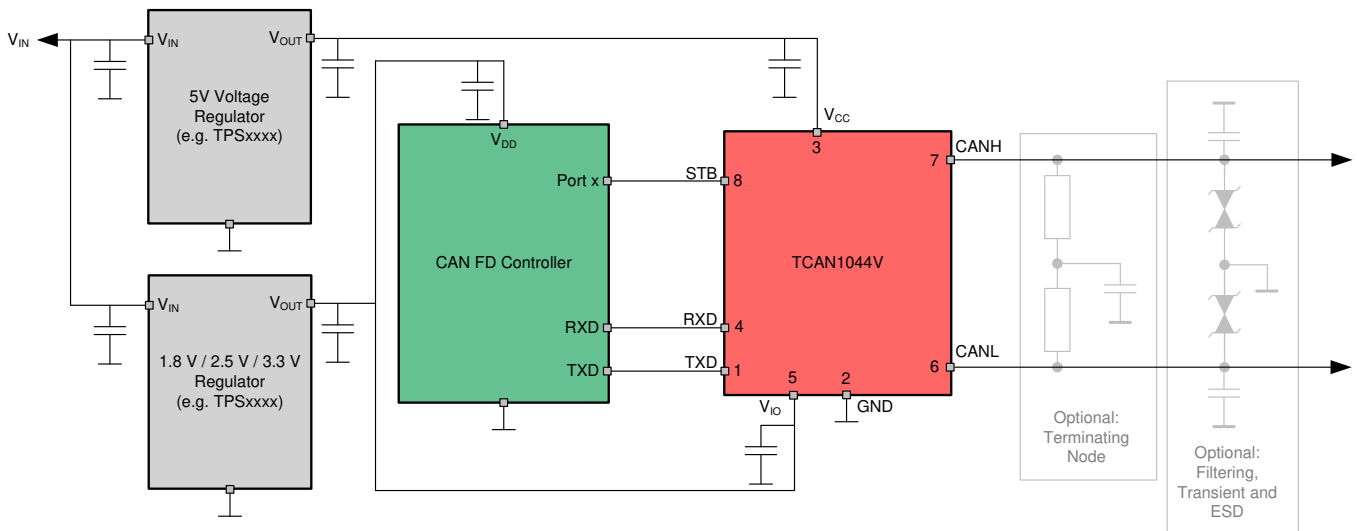 VIN
VIN
VOUT
5V Voltage
Regulator
(e.g. TPSxxxx)
VIN
VOUT
1.8 V / 2.5 V / 3.3 V
Regulator
(e.g. TPSxxxx)
VDD
Port x
CAN FD Controller
RXD
TXD
STB
RXD
TXD
VCC
3
8
7
TCAN1044V
4
1
6
5
2
VIO
GND
CANH
CANL
Optional:
Terminating
Node
Optional:
Filtering,
Transient and
ESD